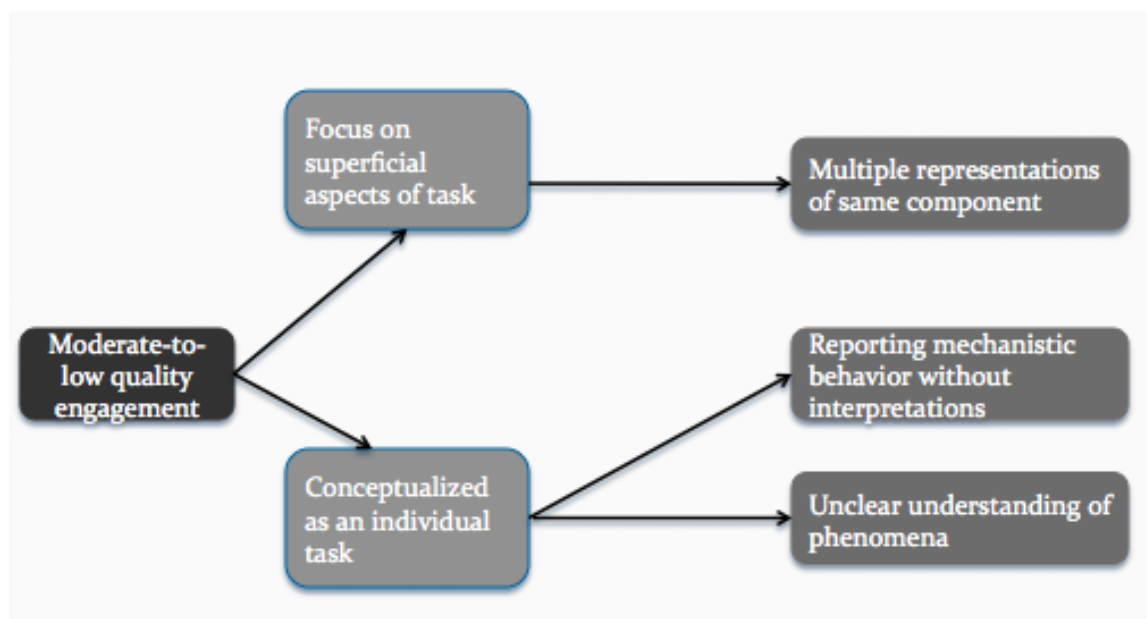 Focus on
superficial
aspects of task
Multiple representations
of same component
Moderate-to-
low quality
engagement
Reporting mechanistic
behavior without
interpretations
Conceptualized
as an individual
task
Unclear understanding of
phenomena